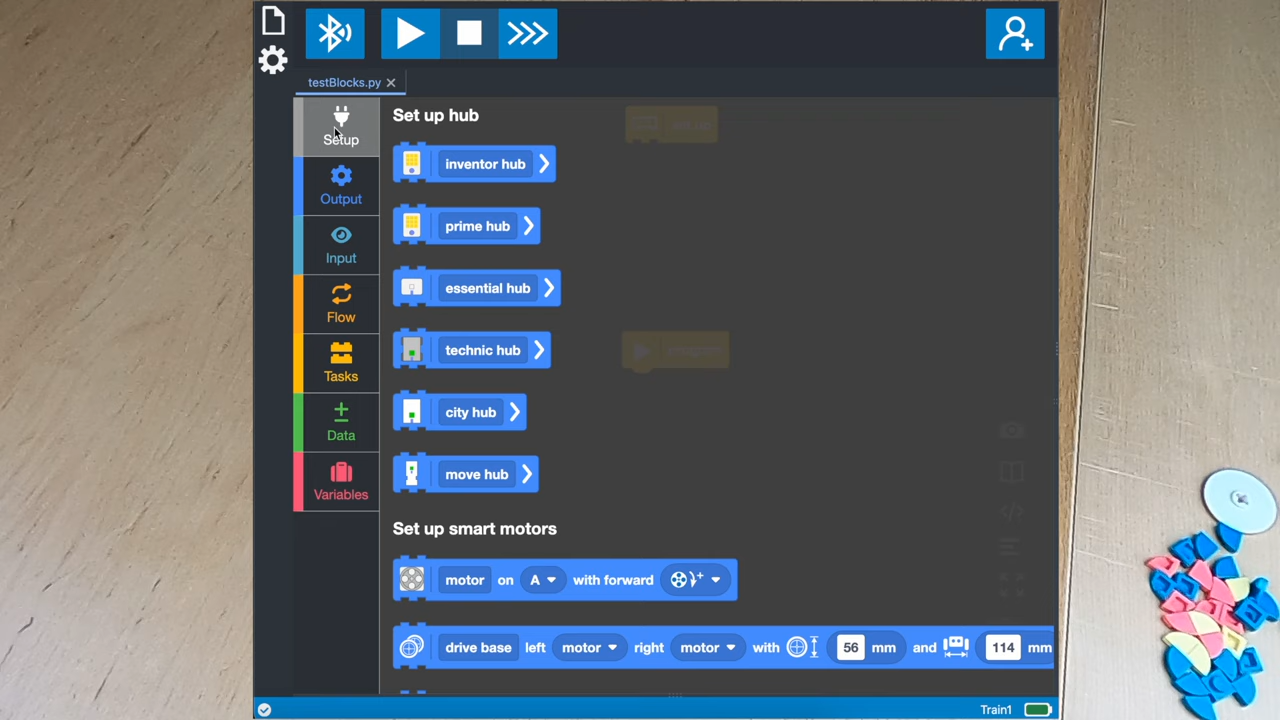 testBlocks.py
Setup
Output
Input
Flow
Tasks
Data
Variables
Set up hub
inventor hub
prime hub
essential hub
technic hub
city hub
move hub
Set up smart motors
motor on A with forward
drive base left motor right motor with 56 mm and 114 mm
Train1